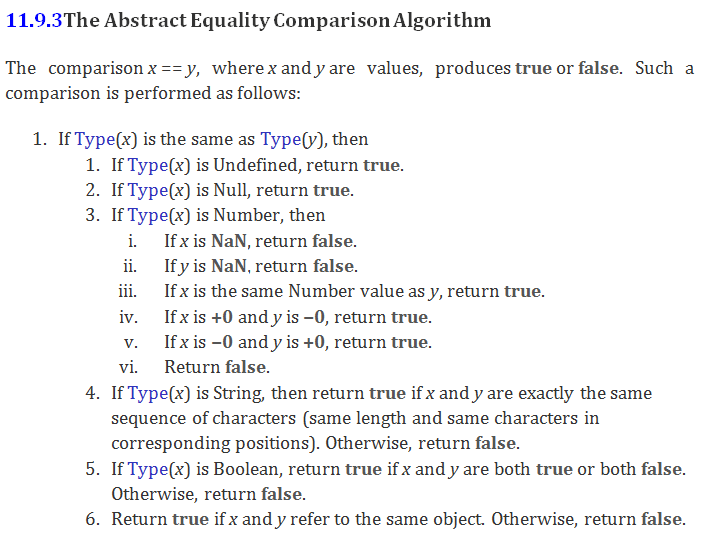 11.9.3The Abstract Equality Comparison Algorithm
The comparison x == y, where x and y are values, produces true or false. Such a
comparison is performed as follows:
1. If Type(x) is the same as Type(y), then
1. If Type(x) is Undefined, return true.
2. If Type(x) is Null, return true.
3. If Type(x) is Number, then
i. If x is NaN, return false.
ii. If y is NaN, return false.
iii. If x is the same Number value as y, return true.
iv. If x is +0 and y is −0, return true.
v. If x is −0 and y is +0, return true.
vi. Return false.
4. If Type(x) is String, then return true if x and y are exactly the same
sequence of characters (same length and same characters in
corresponding positions). Otherwise, return false.
5. If Type(x) is Boolean, return true if x and y are both true or both false.
Otherwise, return false.
6. Return true if x and y refer to the same object. Otherwise, return false.